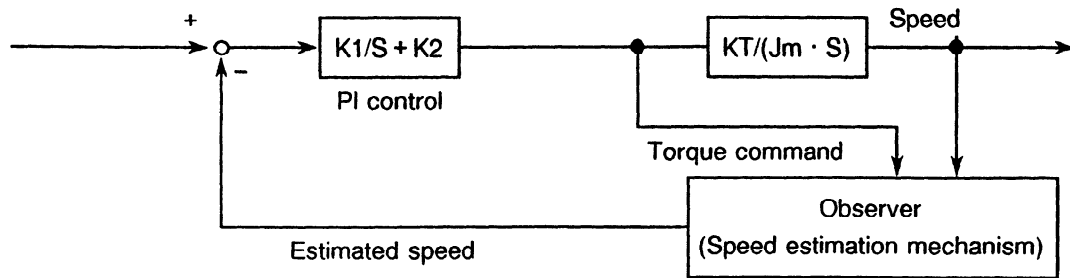 Speed
+
K1/S + K2
KT/(Jm · S)
−
PI control
Torque command
Observer
(Speed estimation mechanism)
Estimated speed